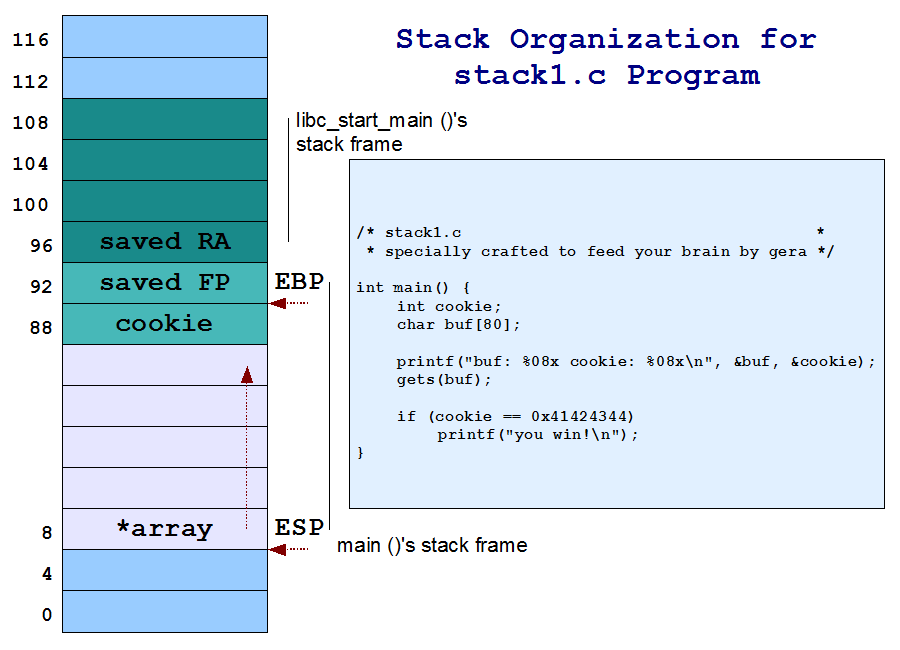 Stack Organization for
stack1.c Program
116
112
108
104
100
96
92
88
8
4
0
saved RA
saved FP
cookie
*array
libc_start_main ()'s
stack frame
EBP
ESP
main ()'s stack frame
/* stack1.c *
* specially crafted to feed your brain by gera */
int main() {
int cookie;
char buf[80];
printf("buf: %08x cookie: %08x\n", &buf, &cookie);
gets(buf);
if (cookie == 0x41424344)
printf("you win!\n");
}